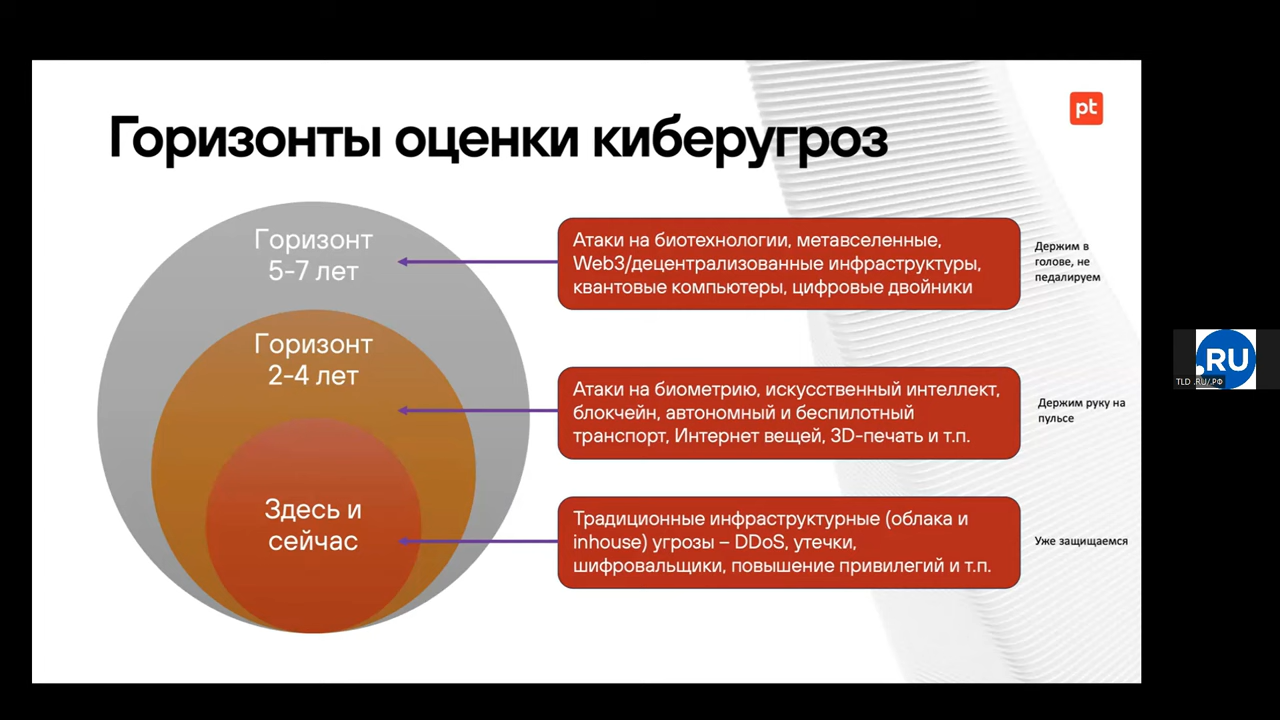 pt
Горизонты оценки киберугроз
Горизонт
5-7 лет
Атаки на биотехнологии, метавселенные,
Web3/децентрализованные инфраструктуры,
квантовые компьютеры, цифровые двойники
Держим в
голове, не
педалируем
Горизонт
2-4 лет
Атаки на биометрию, искусственный интеллект,
блокчейн, автономный и беспилотный
транспорт, Интернет вещей, 3D-печать и т.п.
Держим руку на
пульсе
Здесь и
сейчас
Традиционные инфраструктурные (облака и
inhouse) угрозы – DDoS, утечки,
шифровальщики, повышение привилегий и т.п.
Уже защищаемся
.RU
TLD .RU/.РФ